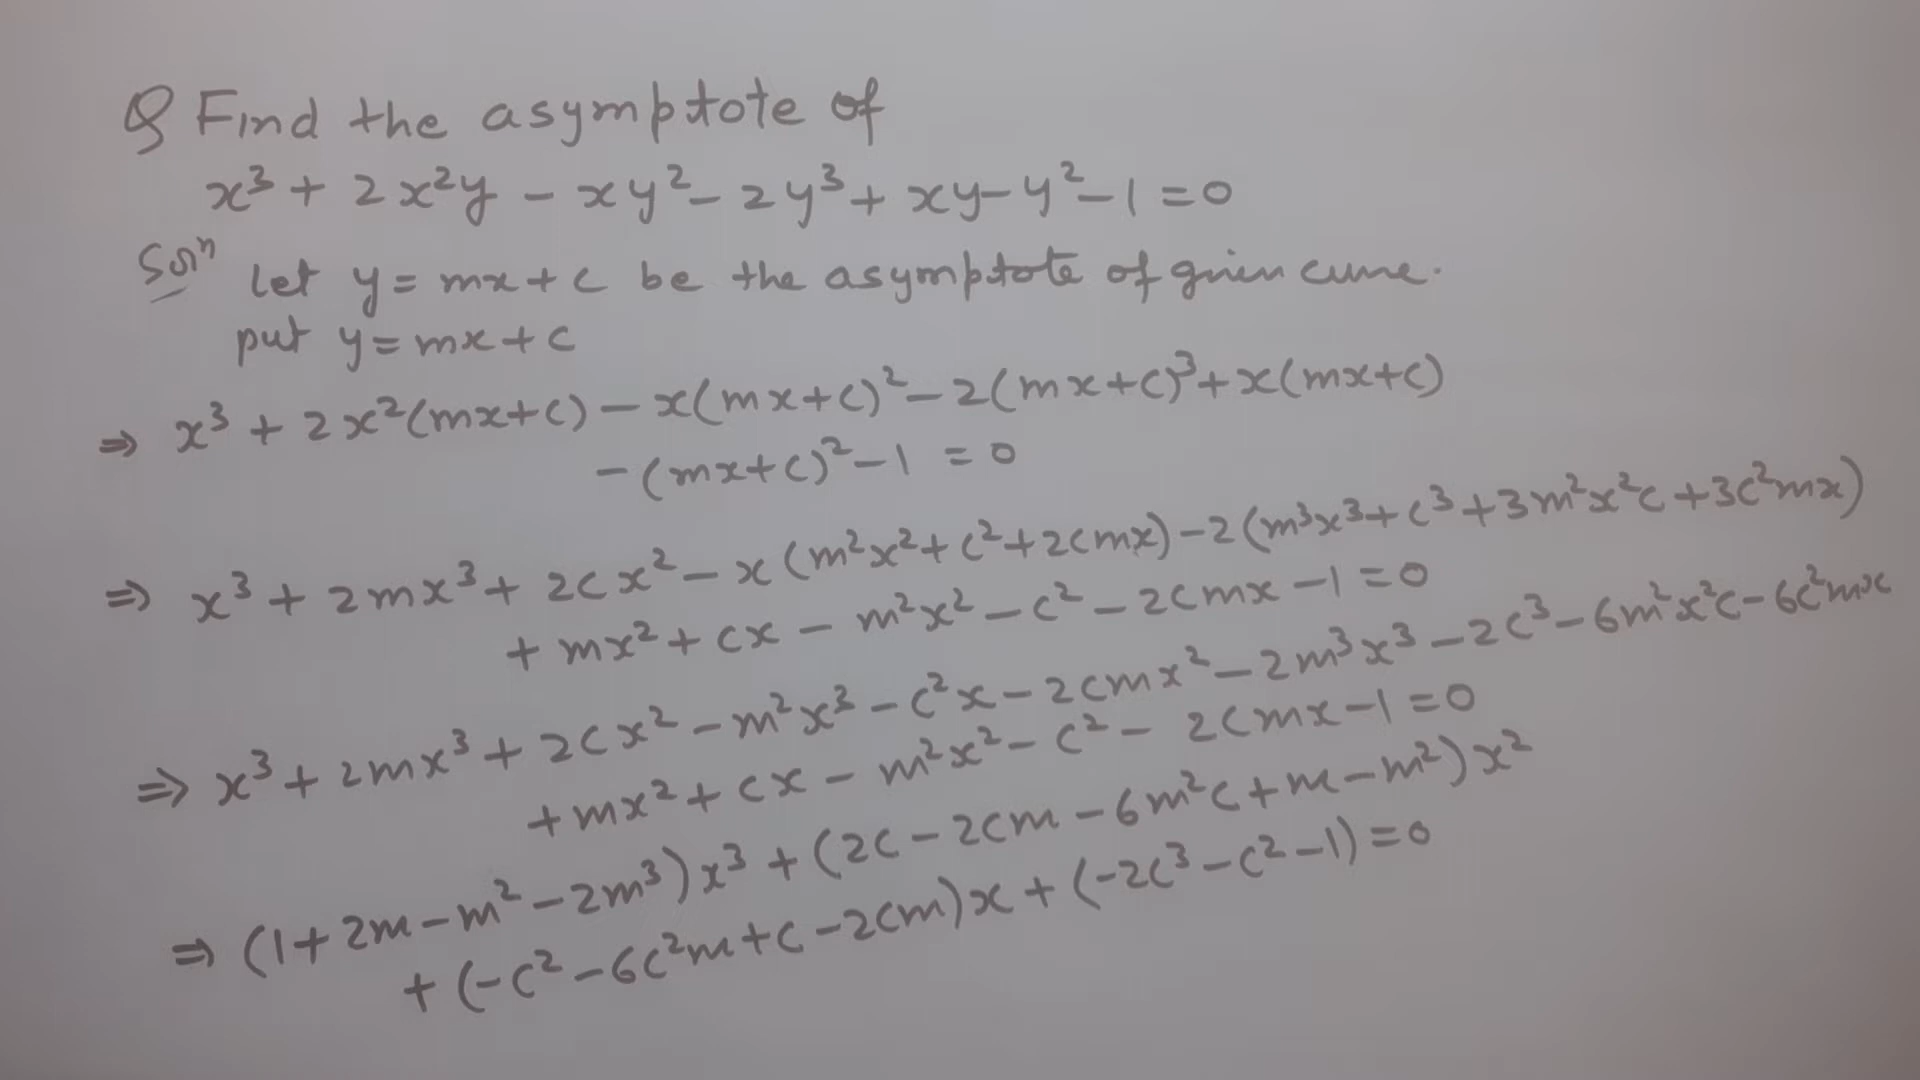 Q Find the asymptote of
x³ + 2x²y - xy² - 2y³ + xy - y² - 1 = 0
Solⁿ let y = mx + c be the asymptote of given curve.
put y = mx + c
⇒ x³ + 2x²(mx+c) - x(mx+c)² - 2(mx+c)³ + x(mx+c)
- (mx+c)² - 1 = 0
⇒ x³ + 2mx³ + 2cx² - x(m²x² + c² + 2cmx) - 2(m³x³ + c³ + 3m²x²c + 3c²mx)
+ mx² + cx - m²x² - c² - 2cmx - 1 = 0
⇒ x³ + 2mx³ + 2cx² - m²x³ - c²x - 2cmx² - 2m³x³ - 2c³ - 6m²x²c - 6c²mx
+ mx² + cx - m²x² - c² - 2cmx - 1 = 0
⇒ (1 + 2m - m² - 2m³)x³ + (2c - 2cm - 6m²c + m - m²)x²
+ (-c² - 6c²m + c - 2cm)x + (-2c³ - c² - 1) = 0